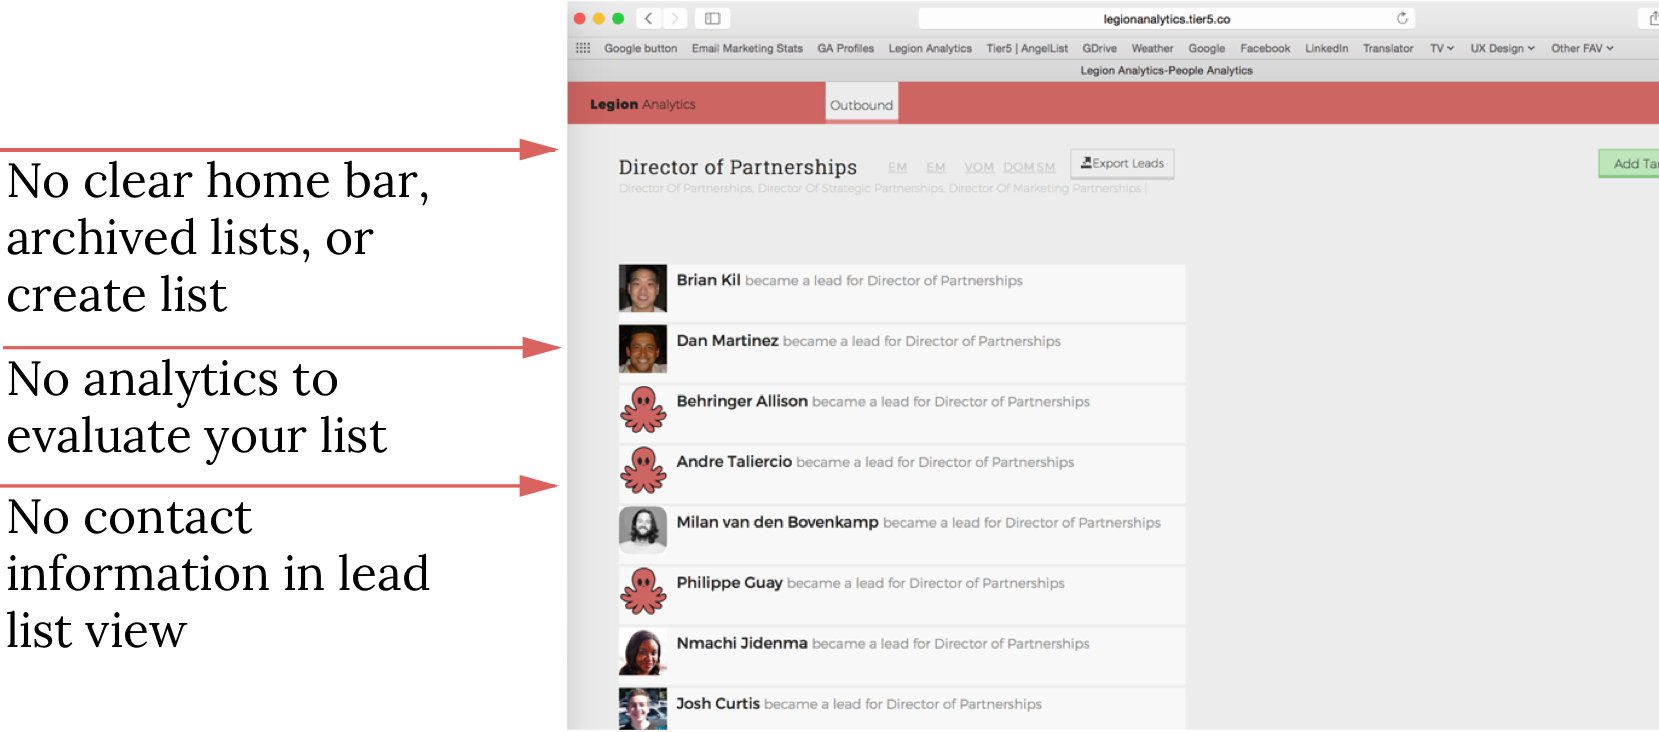 No clear home bar,
archived lists, or
create list
No analytics to
evaluate your list
No contact
information in lead
list view
legionanalytics.tier5.co
Google button Email Marketing Stats GA Profiles Legion Analytics Tier5 | AngelList GDrive Weather Google Facebook LinkedIn Translator TV UX Design Other FAV
Legion Analytics-People Analytics
Legion Analytics
Outbound
Director of Partnerships EM EM VOM DOM SM Export Leads
Add Tar
Director Of Partnerships, Director Of Strategic Partnerships, Director Of Marketing Partnerships |
Brian Kil became a lead for Director of Partnerships
Dan Martinez became a lead for Director of Partnerships
Behringer Allison became a lead for Director of Partnerships
Andre Taliercio became a lead for Director of Partnerships
Milan van den Bovenkamp became a lead for Director of Partnerships
Philippe Guay became a lead for Director of Partnerships
Nmachi Jidenma became a lead for Director of Partnerships
Josh Curtis became a lead for Director of Partnerships